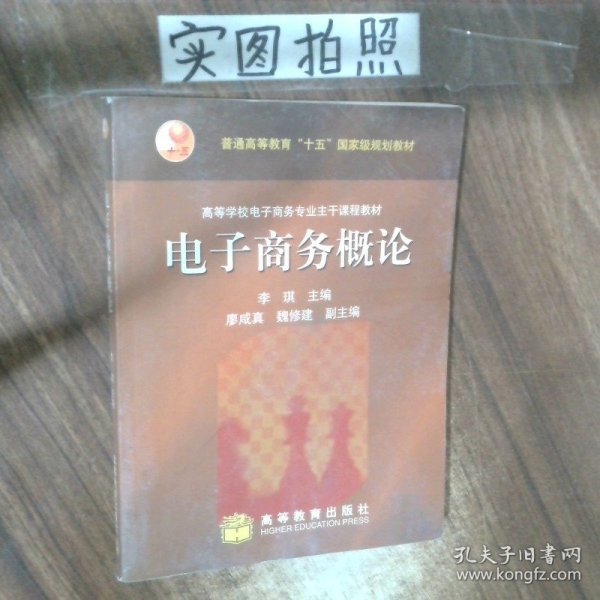 实图拍照
普通高等教育“十五”国家级规划教材
高等学校电子商务专业主干课程教材
电子商务概论
李 琪 主编
廖咸真 魏修建 副主编
高等教育出版社
HIGHER EDUCATION PRESS
孔夫子旧书网
www.kongfz.com